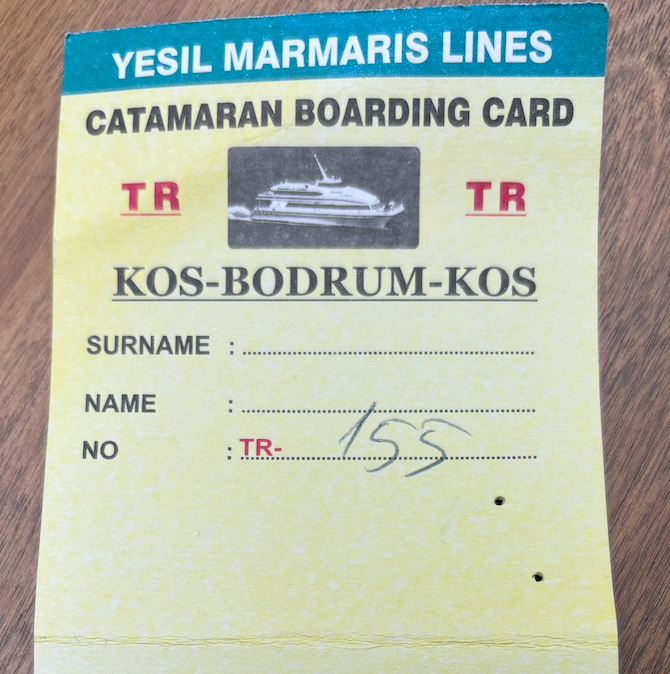 YESIL MARMARIS LINES
CATAMARAN BOARDING CARD
TR TR
KOS-BODRUM-KOS
SURNAME : ......................................................
NAME : ......................................................
NO : TR- 155